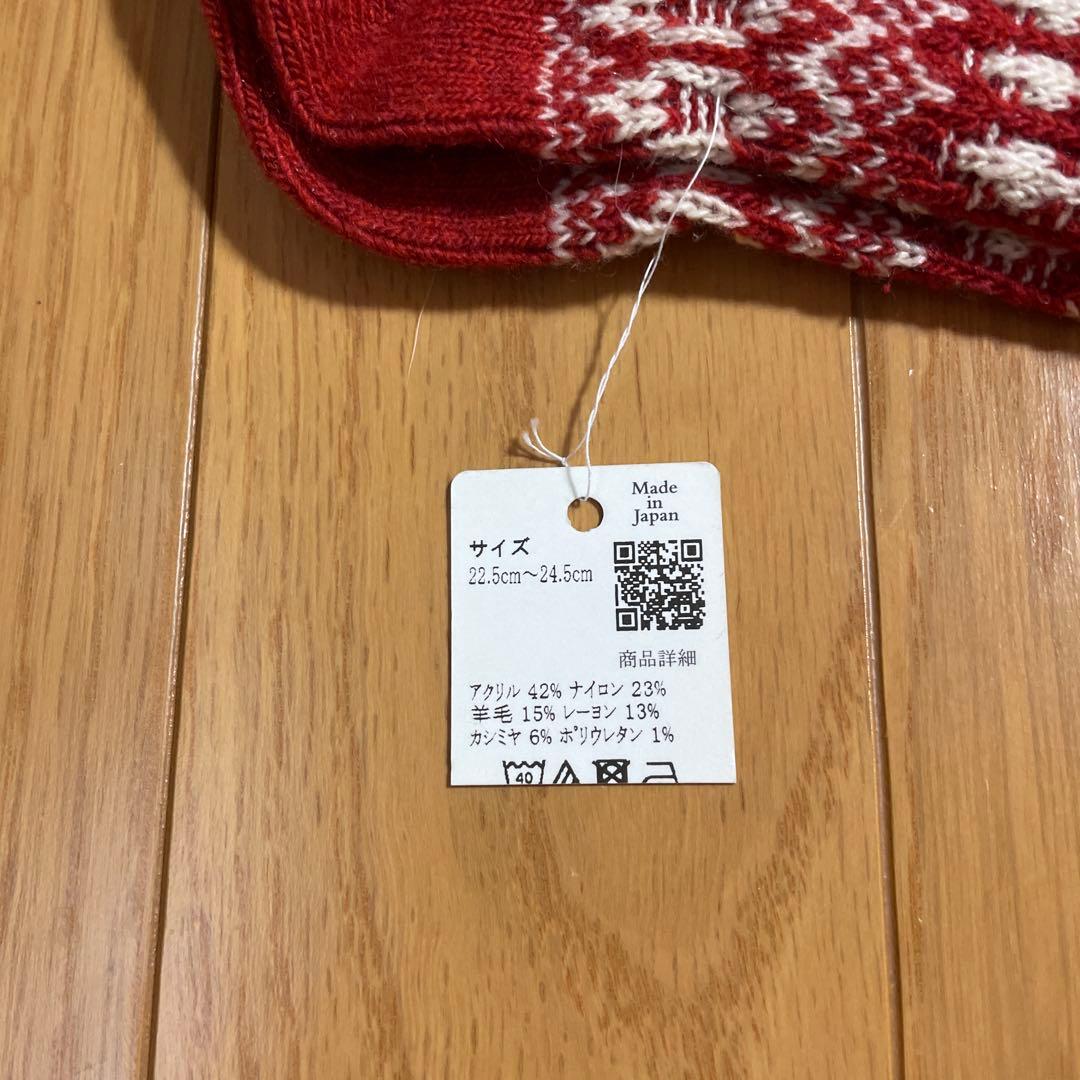 Made
in
Japan
サイズ
22.5cm～24.5cm
商品詳細
アクリル 42% ナイロン 23%
羊毛 15% レーヨン 13%
カシミヤ 6% ポリウレタン 1%
40